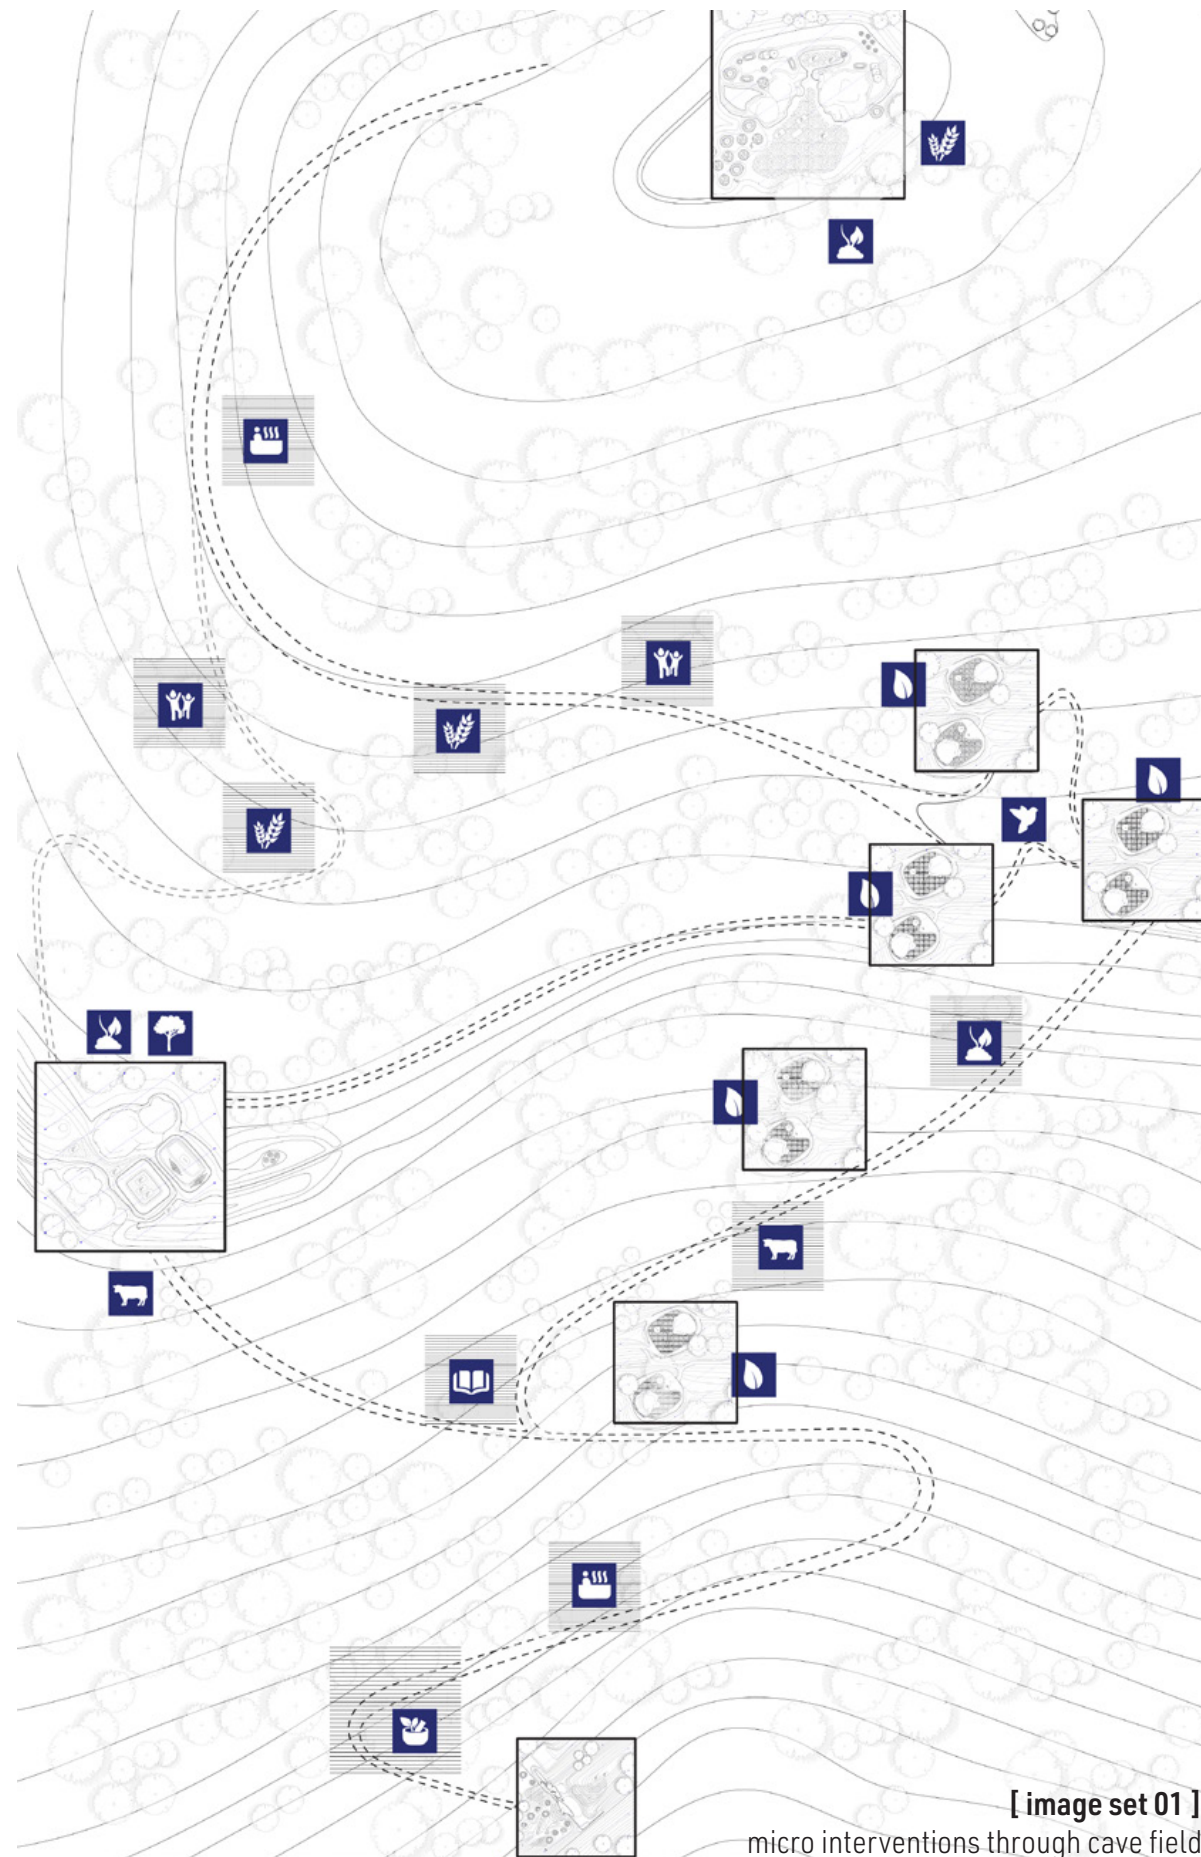 [ image set 01 ]
micro interventions through cave field